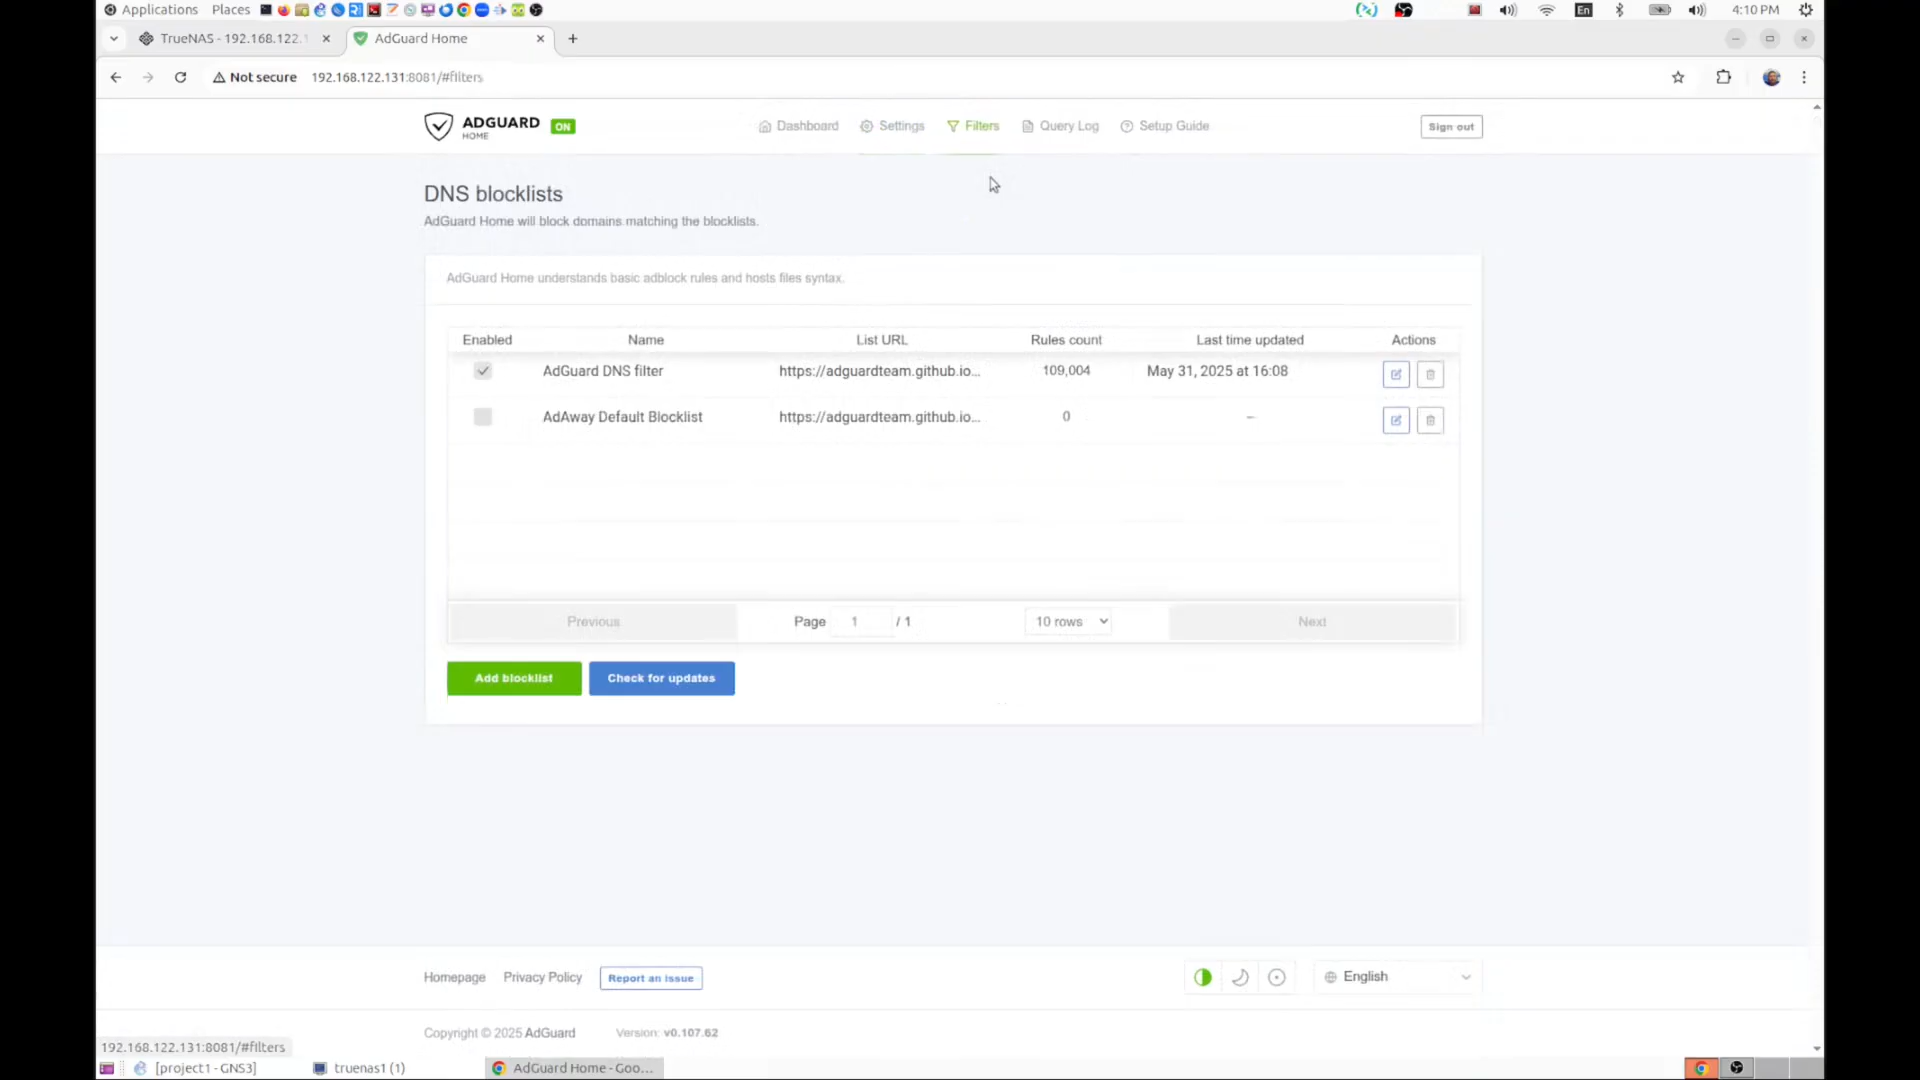 Applications Places En 4:10 PM
TrueNAS - 192.168.122. AdGuard Home
Not secure 192.168.122.131:8081/#filters
ADGUARD HOME ON Dashboard Settings Filters Query Log Setup Guide Sign out
DNS blocklists
AdGuard Home will block domains matching the blocklists.
AdGuard Home understands basic adblock rules and hosts files syntax.
Enabled Name List URL Rules count Last time updated Actions
AdGuard DNS filter https://adguardteam.github.io... 109,004 May 31, 2025 at 16:08
AdAway Default Blocklist https://adguardteam.github.io... 0 –
Previous Page 1 / 1 10 rows Next
Add blocklist Check for updates
Homepage Privacy Policy Report an issue English
Copyright © 2025 AdGuard Version: v0.107.62
192.168.122.131:8081/#filters
[project1 - GNS3] truenas1 (1) AdGuard Home - Goo...